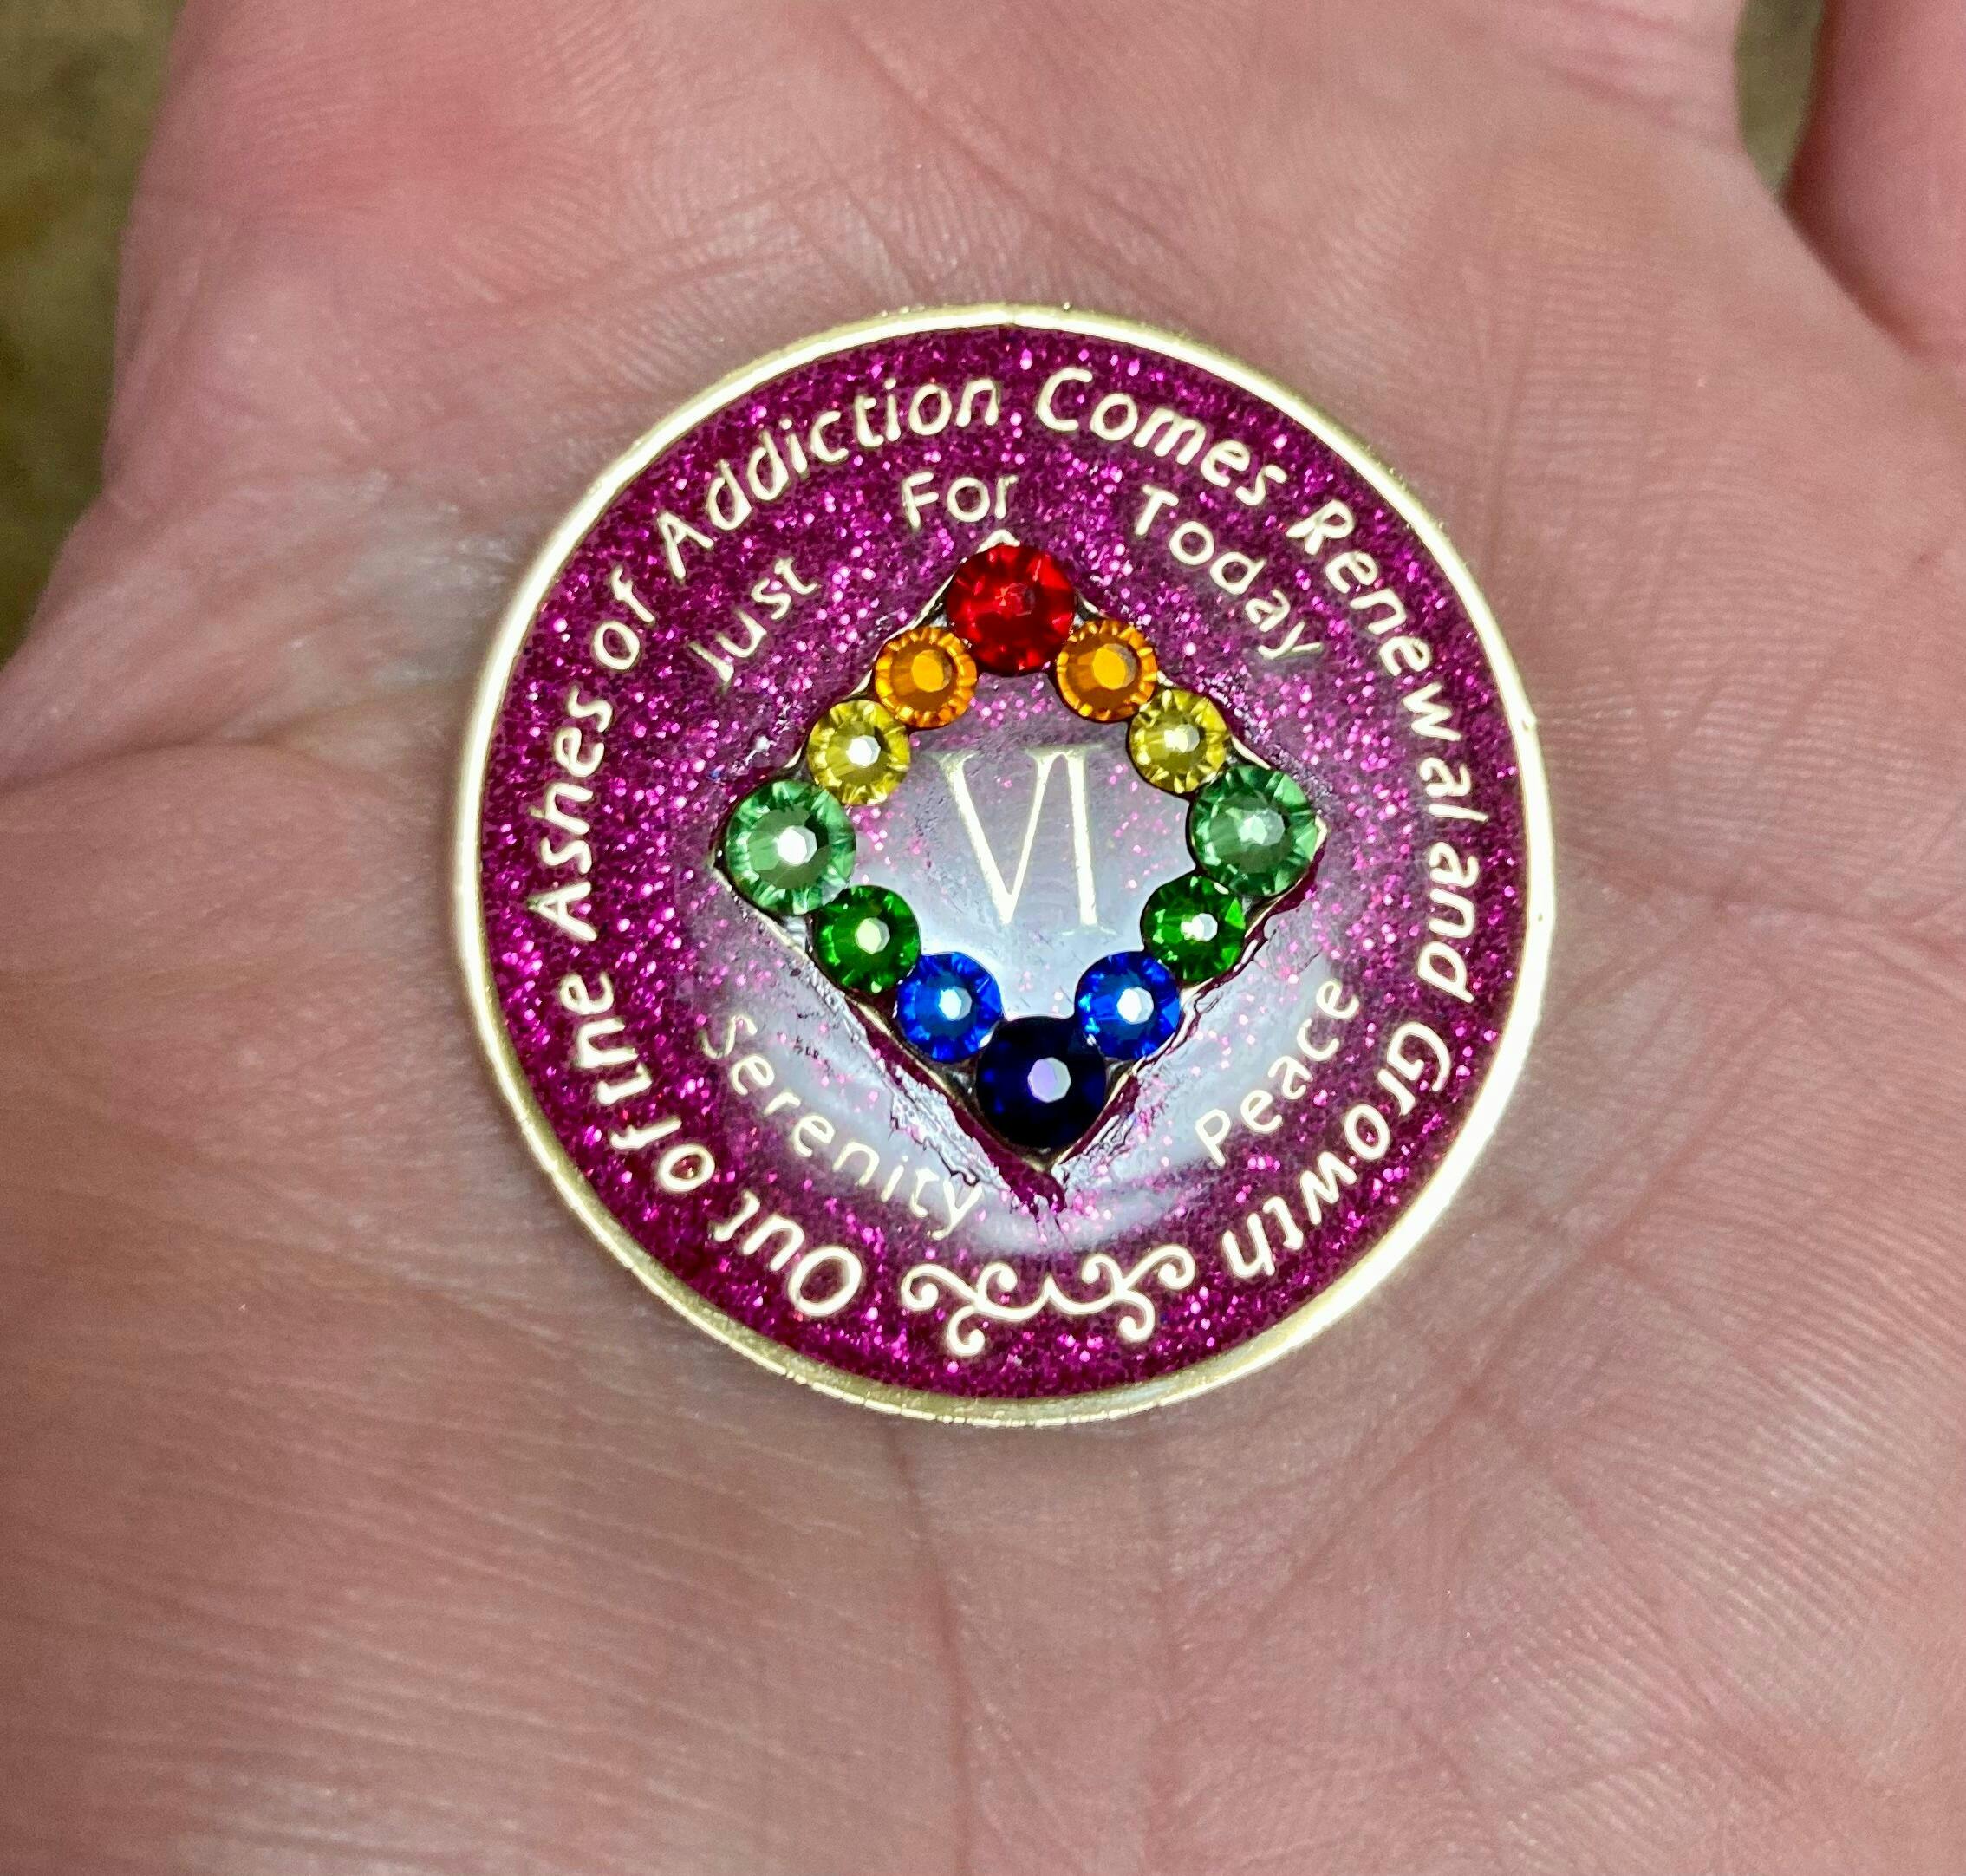 Out of the Ashes of Addiction Comes Renewal and Growth
Just For Today
VI
Serenity Peace